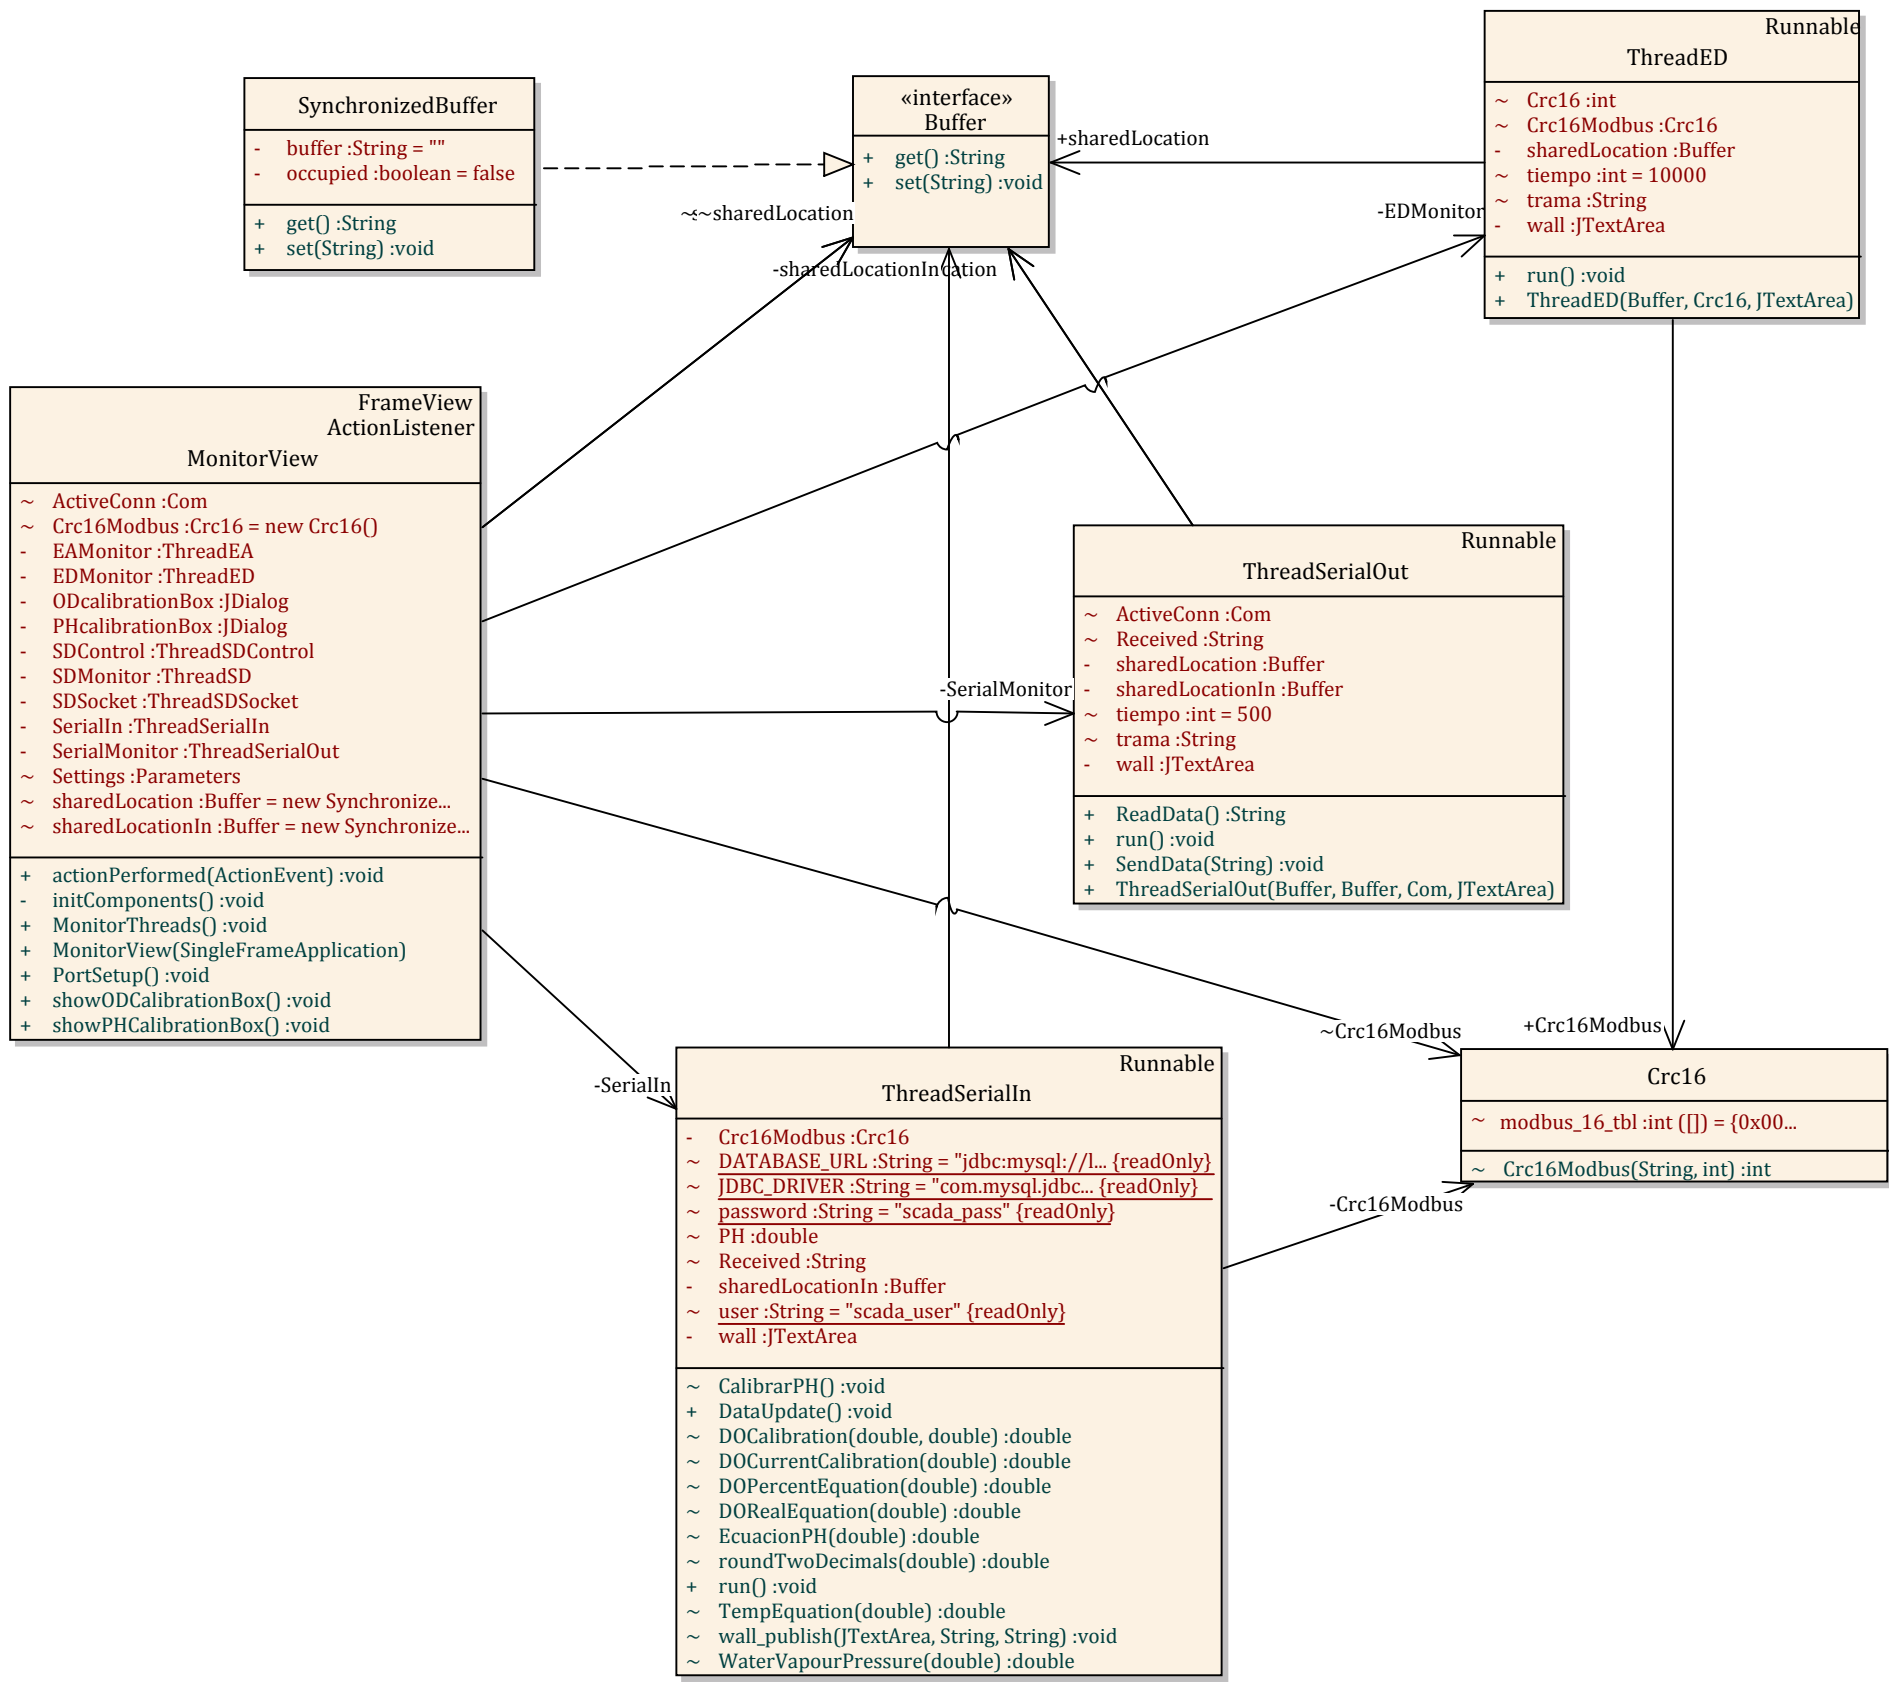 Runnable
ThreadED
~ Crc16 :int
~ Crc16Modbus :Crc16
- sharedLocation :Buffer
~ tiempo :int = 10000
~ trama :String
- wall :JTextArea
+ run() :void
+ ThreadED(Buffer, Crc16, JTextArea)
SynchronizedBuffer
- buffer :String = ""
- occupied :boolean = false
+ get() :String
+ set(String) :void
«interface»
Buffer
+ get() :String
+ set(String) :void
+sharedLocation
~sharedLocation
-EDMonitor
-sharedLocationIn
FrameView
ActionListener
MonitorView
~ ActiveConn :Com
~ Crc16Modbus :Crc16 = new Crc16()
- EAMonitor :ThreadEA
- EDMonitor :ThreadED
- ODcalibrationBox :JDialog
- PHcalibrationBox :JDialog
- SDControl :ThreadSDControl
- SDMonitor :ThreadSD
- SDSocket :ThreadSDSocket
- SerialIn :ThreadSerialIn
- SerialMonitor :ThreadSerialOut
~ Settings :Parameters
~ sharedLocation :Buffer = new Synchronize...
~ sharedLocationIn :Buffer = new Synchronize...
+ actionPerformed(ActionEvent) :void
- initComponents() :void
+ MonitorThreads() :void
+ MonitorView(SingleFrameApplication)
+ PortSetup() :void
+ showODCalibrationBox() :void
+ showPHCalibrationBox() :void
-SerialMonitor
Runnable
ThreadSerialOut
~ ActiveConn :Com
~ Received :String
- sharedLocation :Buffer
- sharedLocationIn :Buffer
~ tiempo :int = 500
~ trama :String
- wall :JTextArea
+ ReadData() :String
+ run() :void
+ SendData(String) :void
+ ThreadSerialOut(Buffer, Buffer, Com, JTextArea)
~Crc16Modbus
+Crc16Modbus
-SerialIn
Runnable
ThreadSerialIn
- Crc16Modbus :Crc16
~ DATABASE_URL :String = "jdbc:mysql://l... {readOnly}
~ JDBC_DRIVER :String = "com.mysql.jdbc... {readOnly}
~ password :String = "scada_pass" {readOnly}
~ PH :double
~ Received :String
- sharedLocationIn :Buffer
~ user :String = "scada_user" {readOnly}
- wall :JTextArea
~ CalibrarPH() :void
+ DataUpdate() :void
~ DOCalibration(double, double) :double
~ DOCurrentCalibration(double) :double
~ DOPercentEquation(double) :double
~ DORealEquation(double) :double
~ EcuacionPH(double) :double
~ roundTwoDecimals(double) :double
+ run() :void
~ TempEquation(double) :double
~ wall_publish(JTextArea, String, String) :void
~ WaterVapourPressure(double) :double
Crc16
~ modbus_16_tbl :int ([]) = {0x00...
~ Crc16Modbus(String, int) :int
-Crc16Modbus